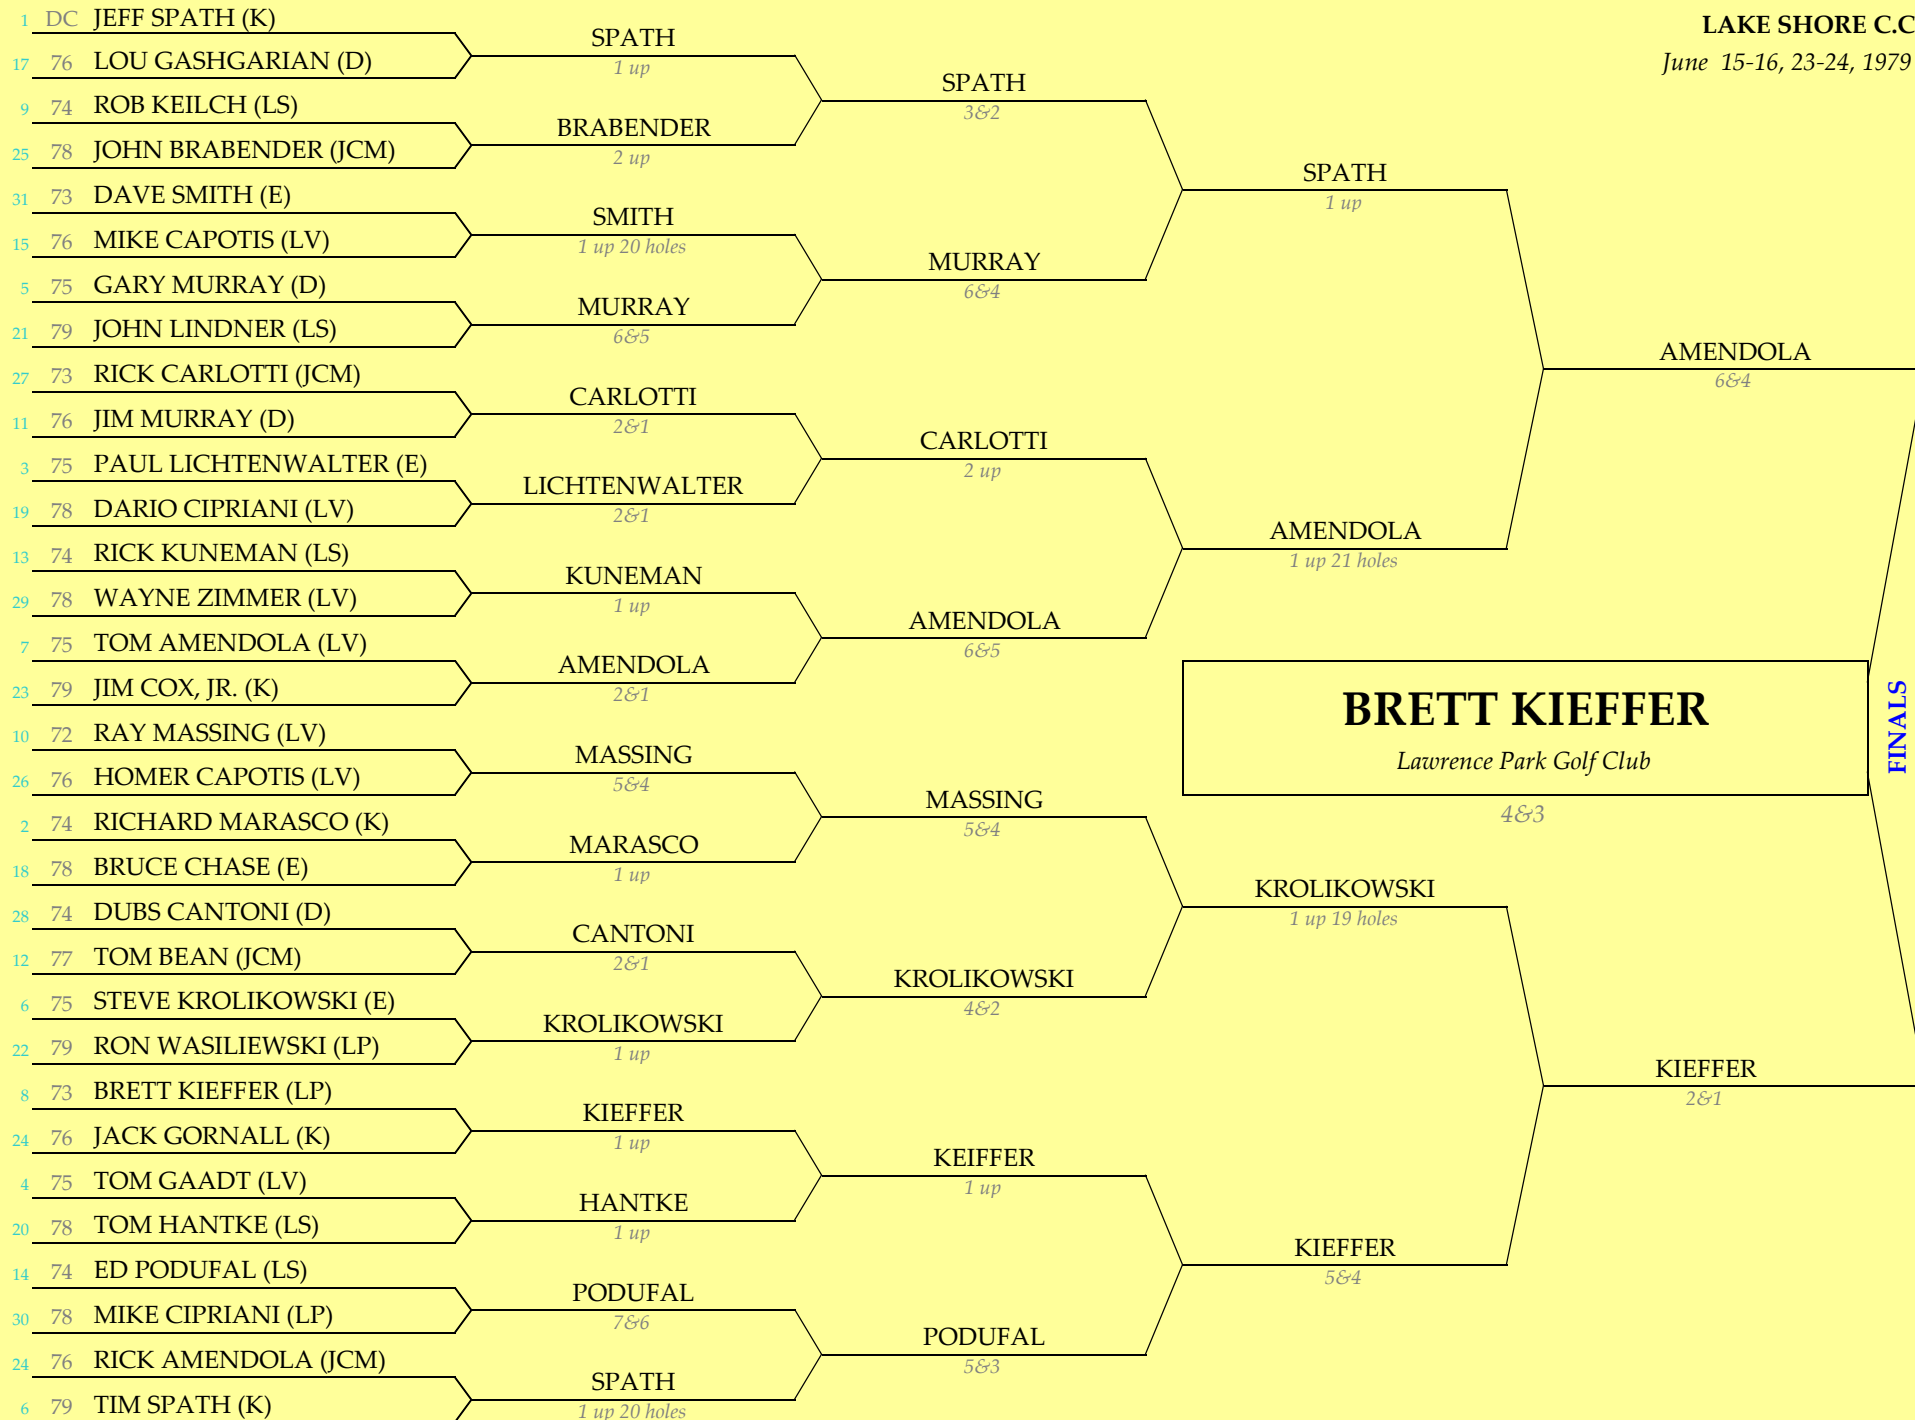 LAKE SHORE C.C
June 15-16, 23-24, 1979
1 DC JEFF SPATH (K)
17 76 LOU GASHGARIAN (D)
9 74 ROB KEILCH (LS)
25 78 JOHN BRABENDER (JCM)
31 73 DAVE SMITH (E)
15 76 MIKE CAPOTIS (LV)
5 75 GARY MURRAY (D)
21 79 JOHN LINDNER (LS)
27 73 RICK CARLOTTI (JCM)
11 76 JIM MURRAY (D)
3 75 PAUL LICHTENWALTER (E)
19 78 DARIO CIPRIANI (LV)
13 74 RICK KUNEMAN (LS)
29 78 WAYNE ZIMMER (LV)
7 75 TOM AMENDOLA (LV)
23 79 JIM COX, JR. (K)
10 72 RAY MASSING (LV)
26 76 HOMER CAPOTIS (LV)
2 74 RICHARD MARASCO (K)
18 78 BRUCE CHASE (E)
28 74 DUBS CANTONI (D)
12 77 TOM BEAN (JCM)
6 75 STEVE KROLIKOWSKI (E)
22 79 RON WASILIEWSKI (LP)
8 73 BRETT KIEFFER (LP)
24 76 JACK GORNALL (K)
4 75 TOM GAADT (LV)
20 78 TOM HANTKE (LS)
14 74 ED PODUFAL (LS)
30 78 MIKE CIPRIANI (LP)
24 76 RICK AMENDOLA (JCM)
6 79 TIM SPATH (K)
SPATH
1 up
BRABENDER
2 up
SMITH
1 up 20 holes
MURRAY
6&5
CARLOTTI
2&1
LICHTENWALTER
2&1
KUNEMAN
1 up
AMENDOLA
2&1
MASSING
5&4
MARASCO
1 up
CANTONI
2&1
KROLIKOWSKI
1 up
KIEFFER
1 up
HANTKE
1 up
PODUFAL
7&6
SPATH
1 up 20 holes
SPATH
3&2
MURRAY
6&4
CARLOTTI
2 up
AMENDOLA
6&5
MASSING
5&4
KROLIKOWSKI
4&2
KEIFFER
1 up
PODUFAL
5&3
SPATH
1 up
AMENDOLA
1 up 21 holes
KROLIKOWSKI
1 up 19 holes
KIEFFER
5&4
AMENDOLA
6&4
KIEFFER
2&1
BRETT KIEFFER
Lawrence Park Golf Club
4&3
FINALS